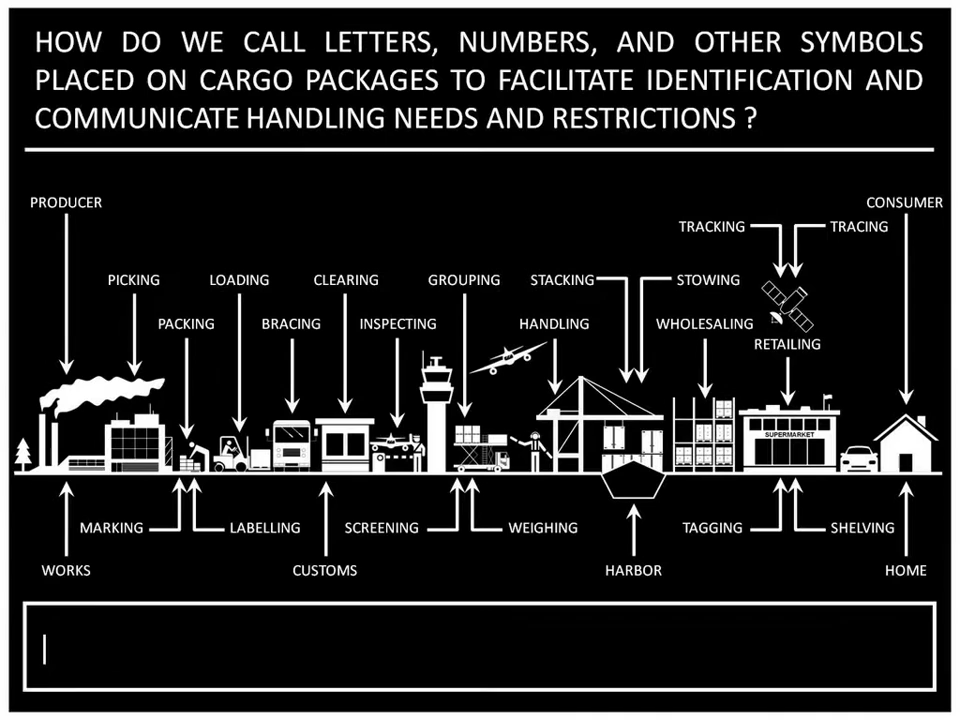 HOW DO WE CALL LETTERS, NUMBERS, AND OTHER SYMBOLS
PLACED ON CARGO PACKAGES TO FACILITATE IDENTIFICATION AND
COMMUNICATE HANDLING NEEDS AND RESTRICTIONS ?
PRODUCER
CONSUMER
TRACKING
TRACING
PICKING
LOADING
CLEARING
GROUPING
STACKING
STOWING
PACKING
BRACING
INSPECTING
HANDLING
WHOLESALING
RETAILING
SUPERMARKET
MARKING
LABELLING
SCREENING
WEIGHING
TAGGING
SHELVING
WORKS
CUSTOMS
HARBOR
HOME